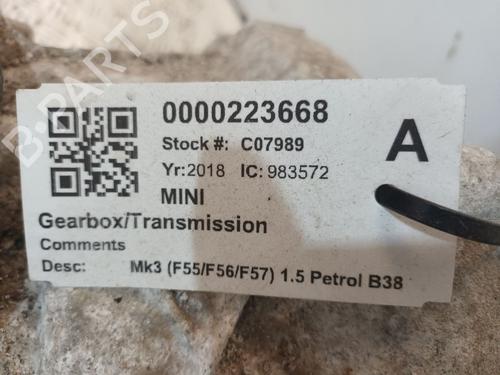 0000223668
Stock #: C07989
A
Yr:2018 IC: 983572
MINI
Gearbox/Transmission
Comments
Desc: Mk3 (F55/F56/F57) 1.5 Petrol B38
B-PARTS